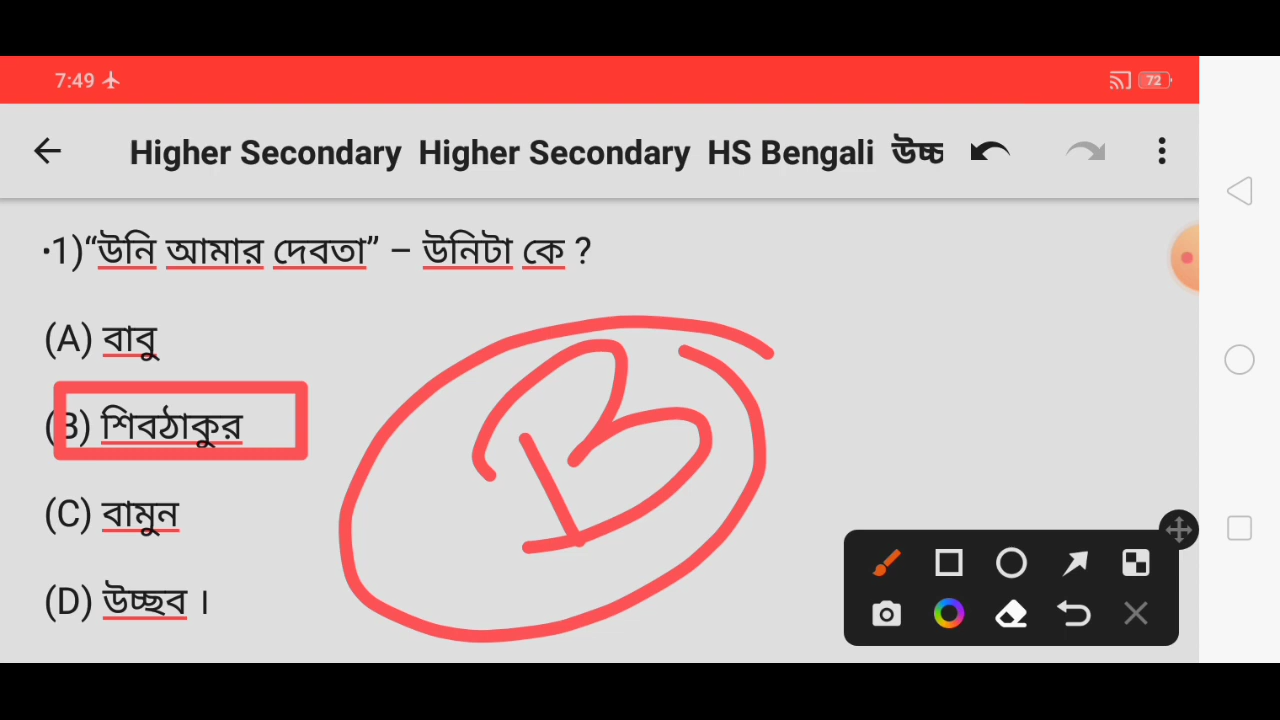 7:49
72
Higher Secondary Higher Secondary HS Bengali উচ্চ
·1)“উনি আমার দেবতা” – উনিটা কে ?
(A) বাবু
(B) শিবঠাকুর
B
(C) বামুন
(D) উচ্ছব ।